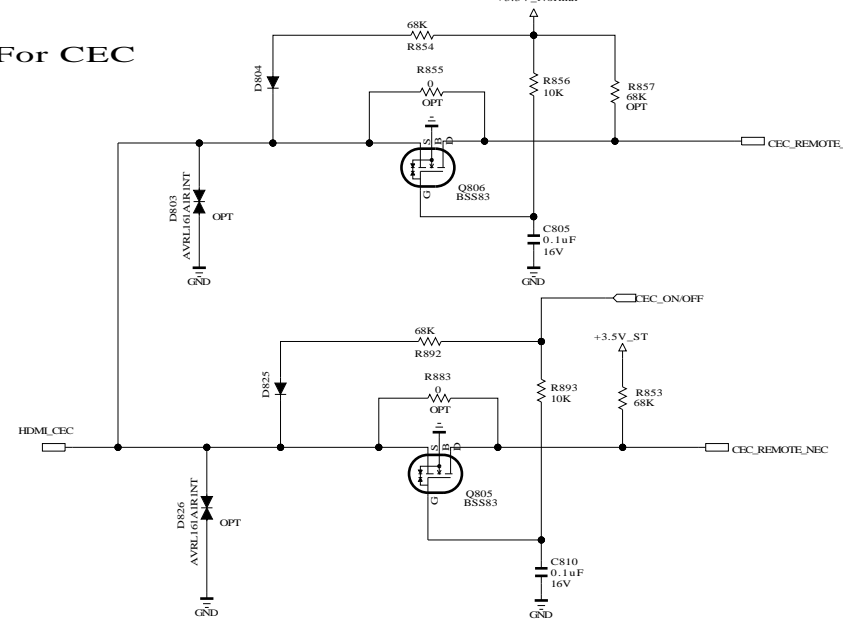 For CEC
68K
R854
D804
R855
0
OPT
R856
10K
R857
68K
OPT
S
B
D
CEC_REMOTE_
D803
AVRL161A1R1NT
OPT
G
Q806
BSS83
C805
0.1uF
16V
GND
GND
CEC_ON/OFF
68K
R892
+3.5V_ST
D825
R883
0
OPT
R893
10K
R853
68K
HDMI_CEC
S
B
D
CEC_REMOTE_NEC
D826
AVRL161A1R1NT
OPT
G
Q805
BSS83
C810
0.1uF
16V
GND
GND